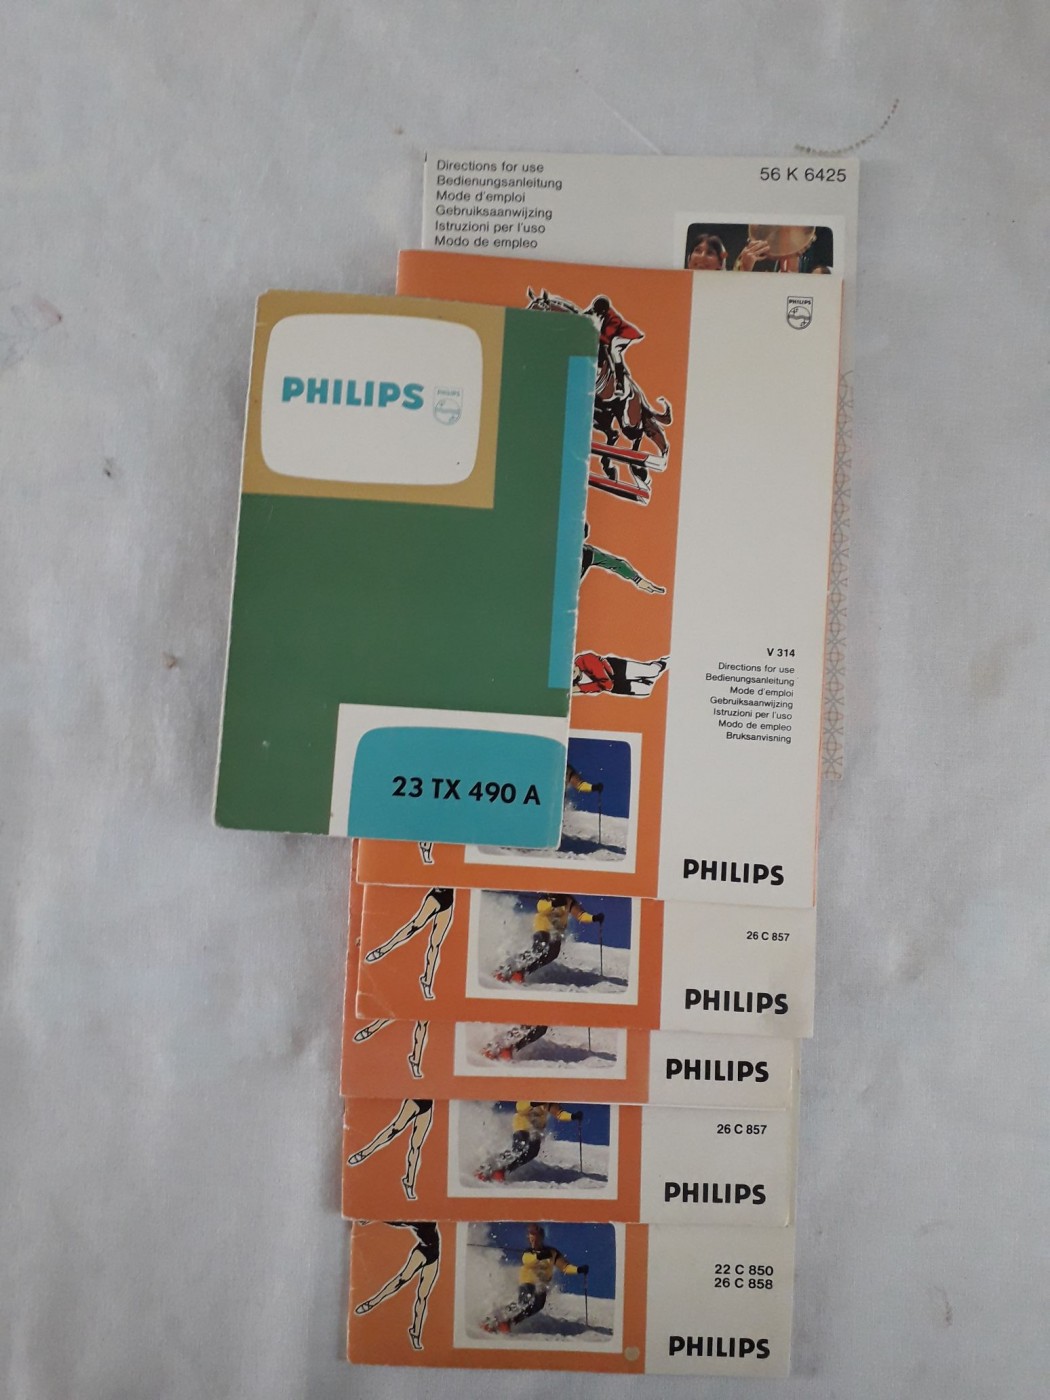 Directions for use
Bedienungsanleitung
Mode d'emploi
Gebruiksaanwijzing
Istruzioni per l'uso
Modo de empleo
56 K 6425
PHILIPS
PHILIPS
PHILIPS
23 TX 490 A
V 314
Directions for use
Bedienungsanleitung
Mode d'emploi
Gebruiksaanwijzing
Istruzioni per l'uso
Modo de empleo
Bruksanvisning
PHILIPS
26 C 857
PHILIPS
PHILIPS
26 C 857
PHILIPS
22 C 850
26 C 858
PHILIPS